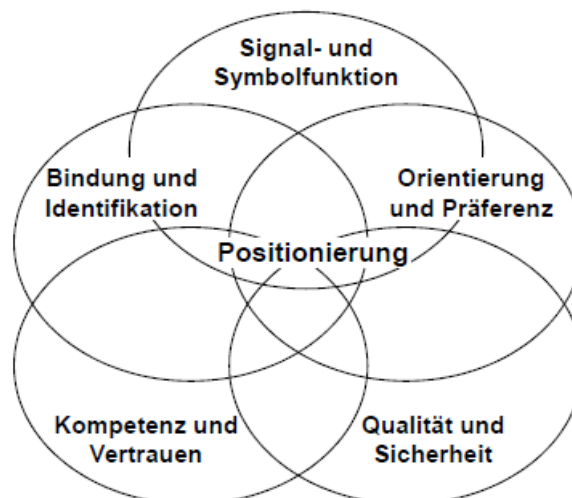 Signal- und
Symbolfunktion
Bindung und
Identifikation
Orientierung
und Präferenz
Positionierung
Kompetenz und
Vertrauen
Qualität und
Sicherheit